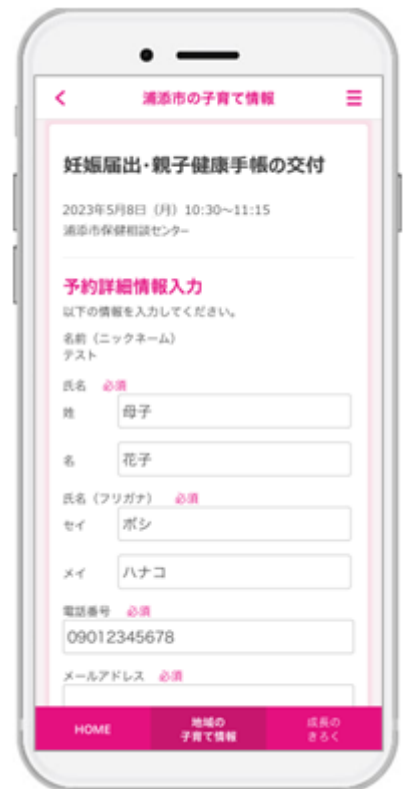 浦添市の子育て情報
妊娠届出・親子健康手帳の交付
2023年5月8日（月）10:30～11:15
浦添市保健相談センター
予約詳細情報入力
以下の情報を入力してください。
名前（ニックネーム）
テスト
氏名 必須
姓 母子
名 花子
氏名（フリガナ） 必須
セイ ボシ
メイ ハナコ
電話番号 必須
09012345678
メールアドレス 必須
HOME
地域の
子育て情報
成長の
きろく